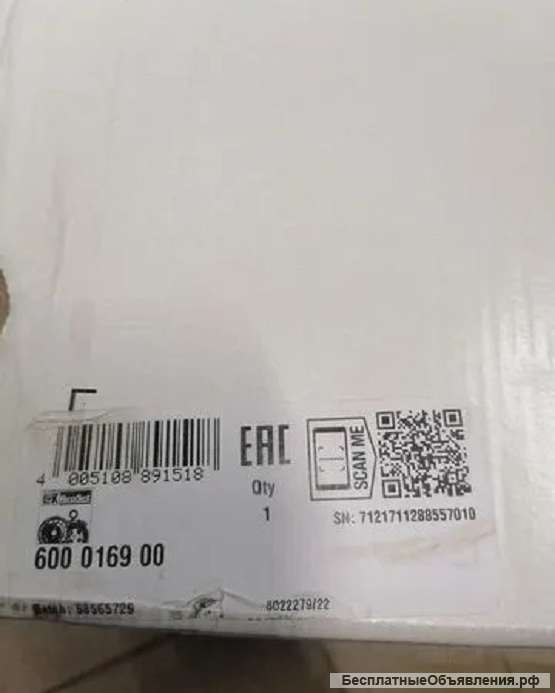 4 005108 891518
EAC
Qty
1
SCAN ME
SN: 7121711288557010
RepSet
600 0169 00
Batch: 58565729
8022279/22
БесплатныеОбъявления.рф